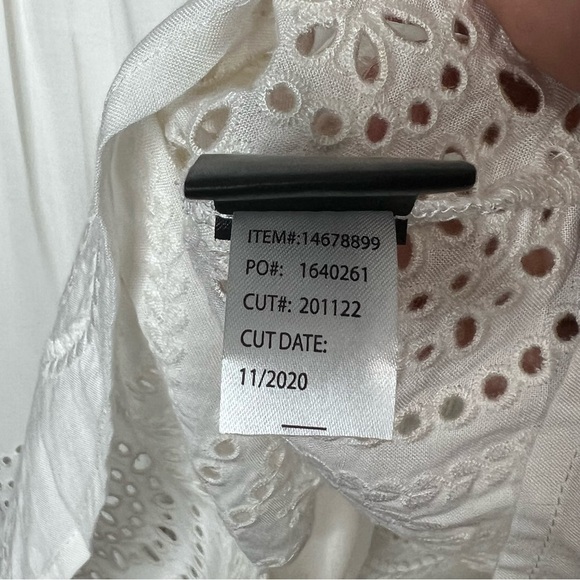 ITEM#:14678899
PO#: 1640261
CUT#: 201122
CUT DATE:
11/2020